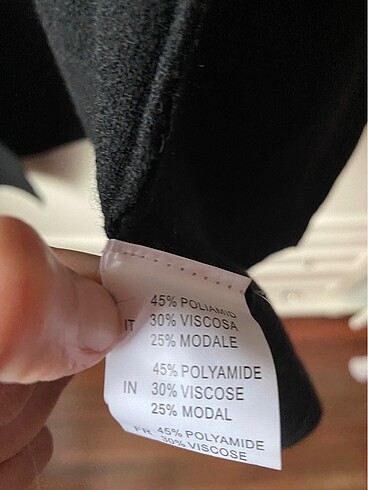 45% POLIAMID
IT 30% VISCOSA
25% MODALE
45% POLYAMIDE
IN 30% VISCOSE
25% MODAL
FR 45% POLYAMIDE
30% VISCOSE